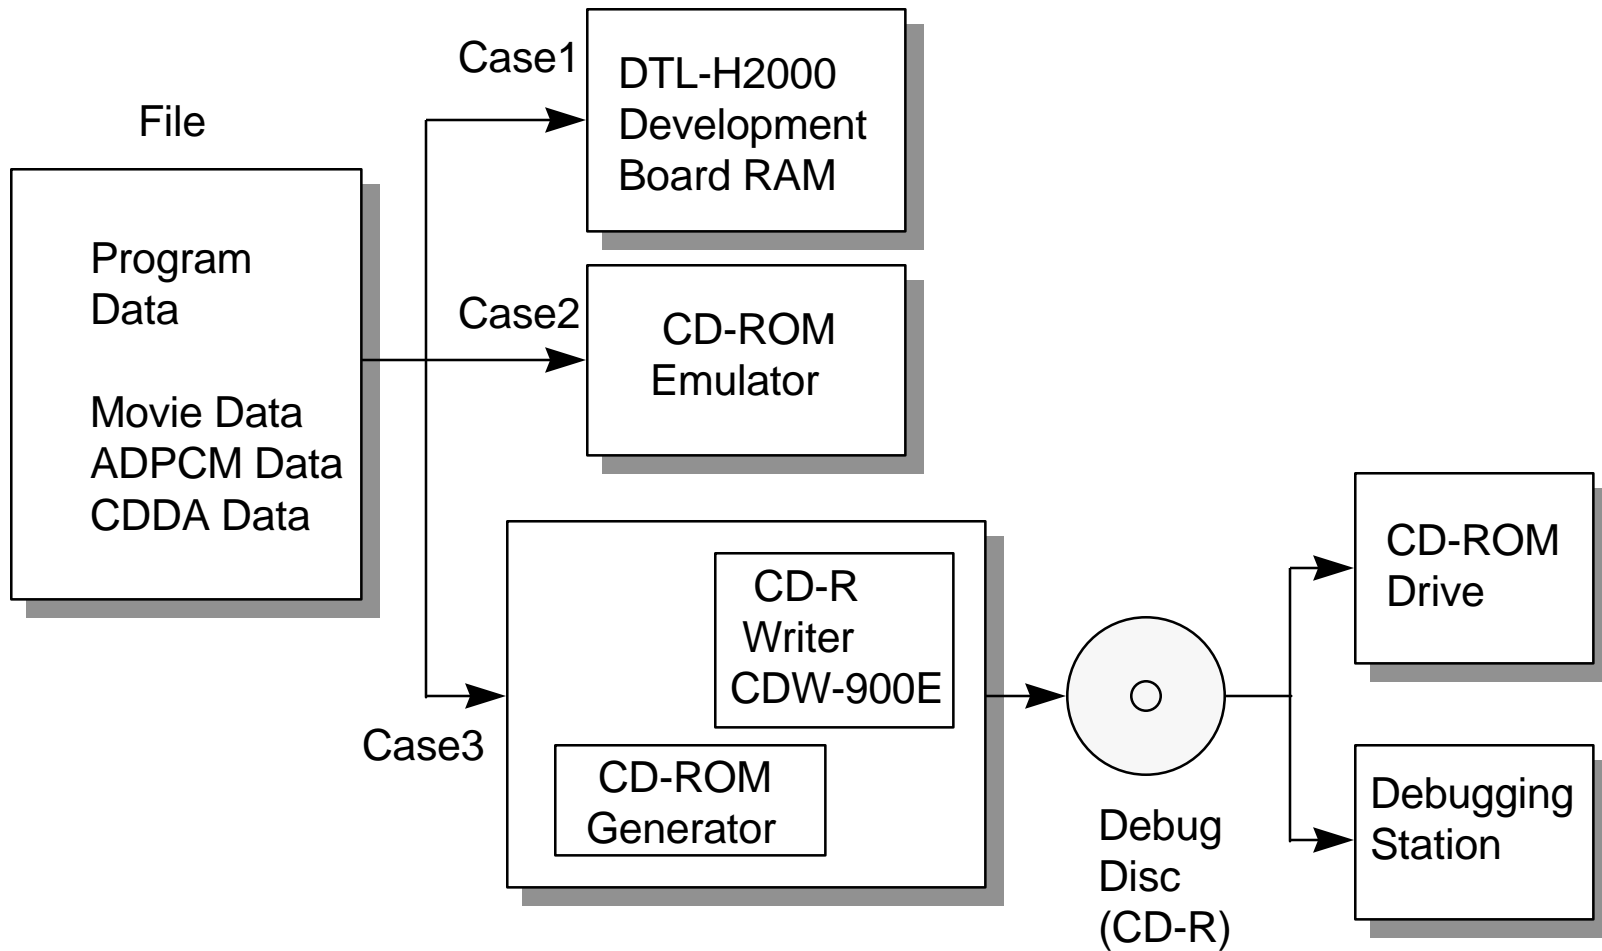 File
Program
Data
Movie Data
ADPCM Data
CDDA Data
Case1
DTL-H2000
Development
Board RAM
Case2
CD-ROM
Emulator
Case3
CD-R
Writer
CDW-900E
CD-ROM
Generator
Debug
Disc
(CD-R)
CD-ROM
Drive
Debugging
Station